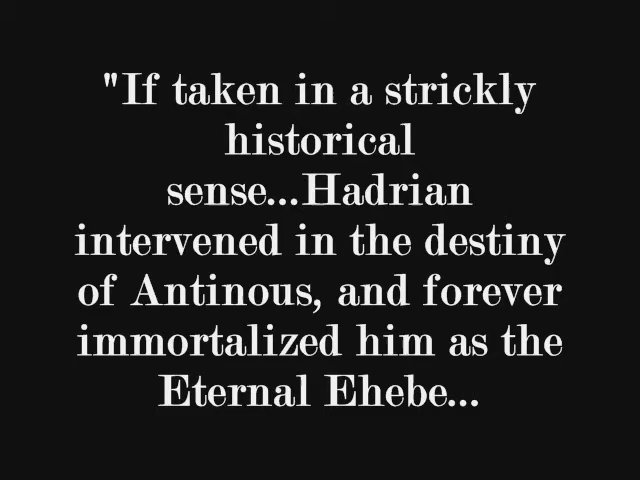 "If taken in a strickly
historical
sense...Hadrian
intervened in the destiny
of Antinous, and forever
immortalized him as the
Eternal Ehebe...